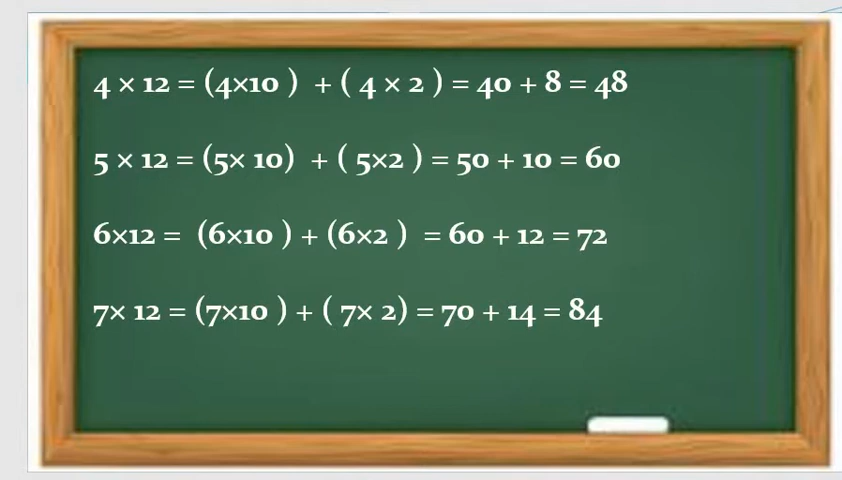 4 × 12 = (4×10 ) + ( 4 × 2 ) = 40 + 8 = 48
5 × 12 = (5× 10) + ( 5×2 ) = 50 + 10 = 60
6×12 = (6×10 ) + (6×2 ) = 60 + 12 = 72
7× 12 = (7×10 ) + ( 7× 2) = 70 + 14 = 84